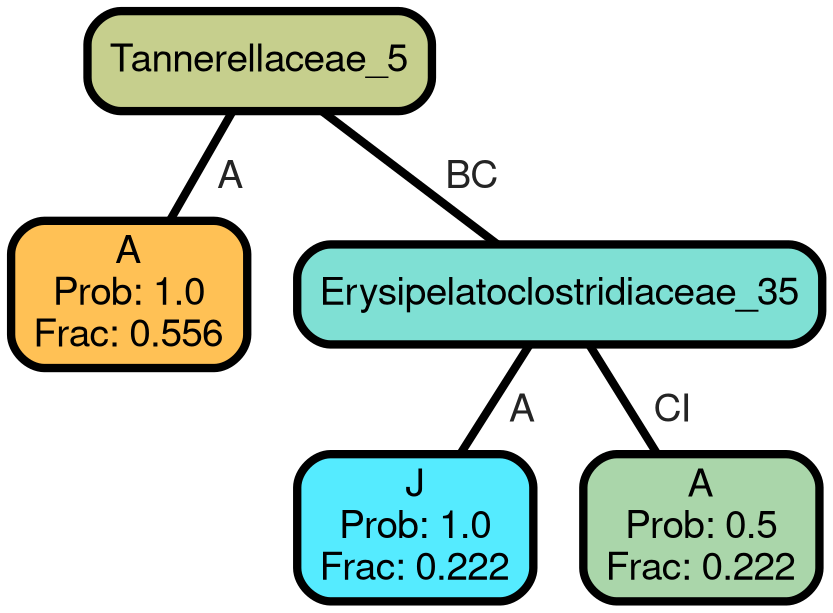 Tannerellaceae_5
A
BC
A
Prob: 1.0
Frac: 0.556
Erysipelatoclostridiaceae_35
A
CI
J
Prob: 1.0
Frac: 0.222
A
Prob: 0.5
Frac: 0.222